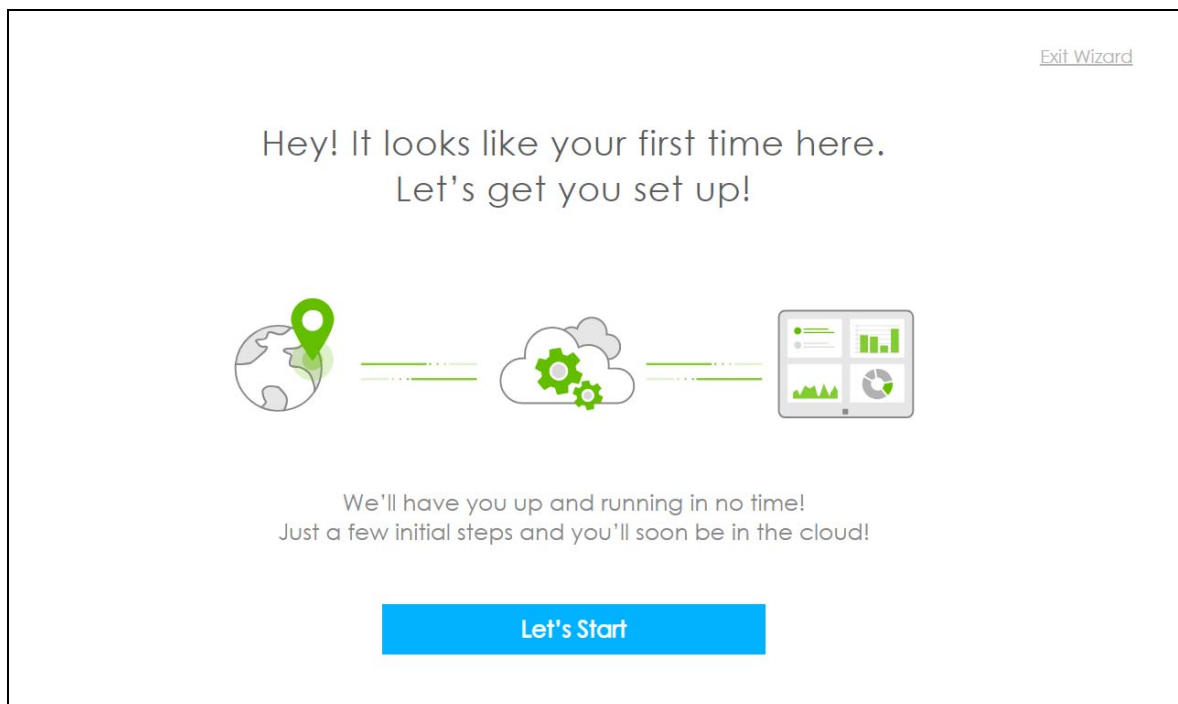 Exit Wizard
Hey! It looks like your first time here.
Let's get you set up!
We'll have you up and running in no time!
Just a few initial steps and you'll soon be in the cloud!
Let's Start